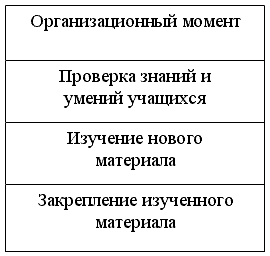 Организационный момент
Проверка знаний и
умений учащихся
Изучение нового
материала
Закрепление изученного
материала